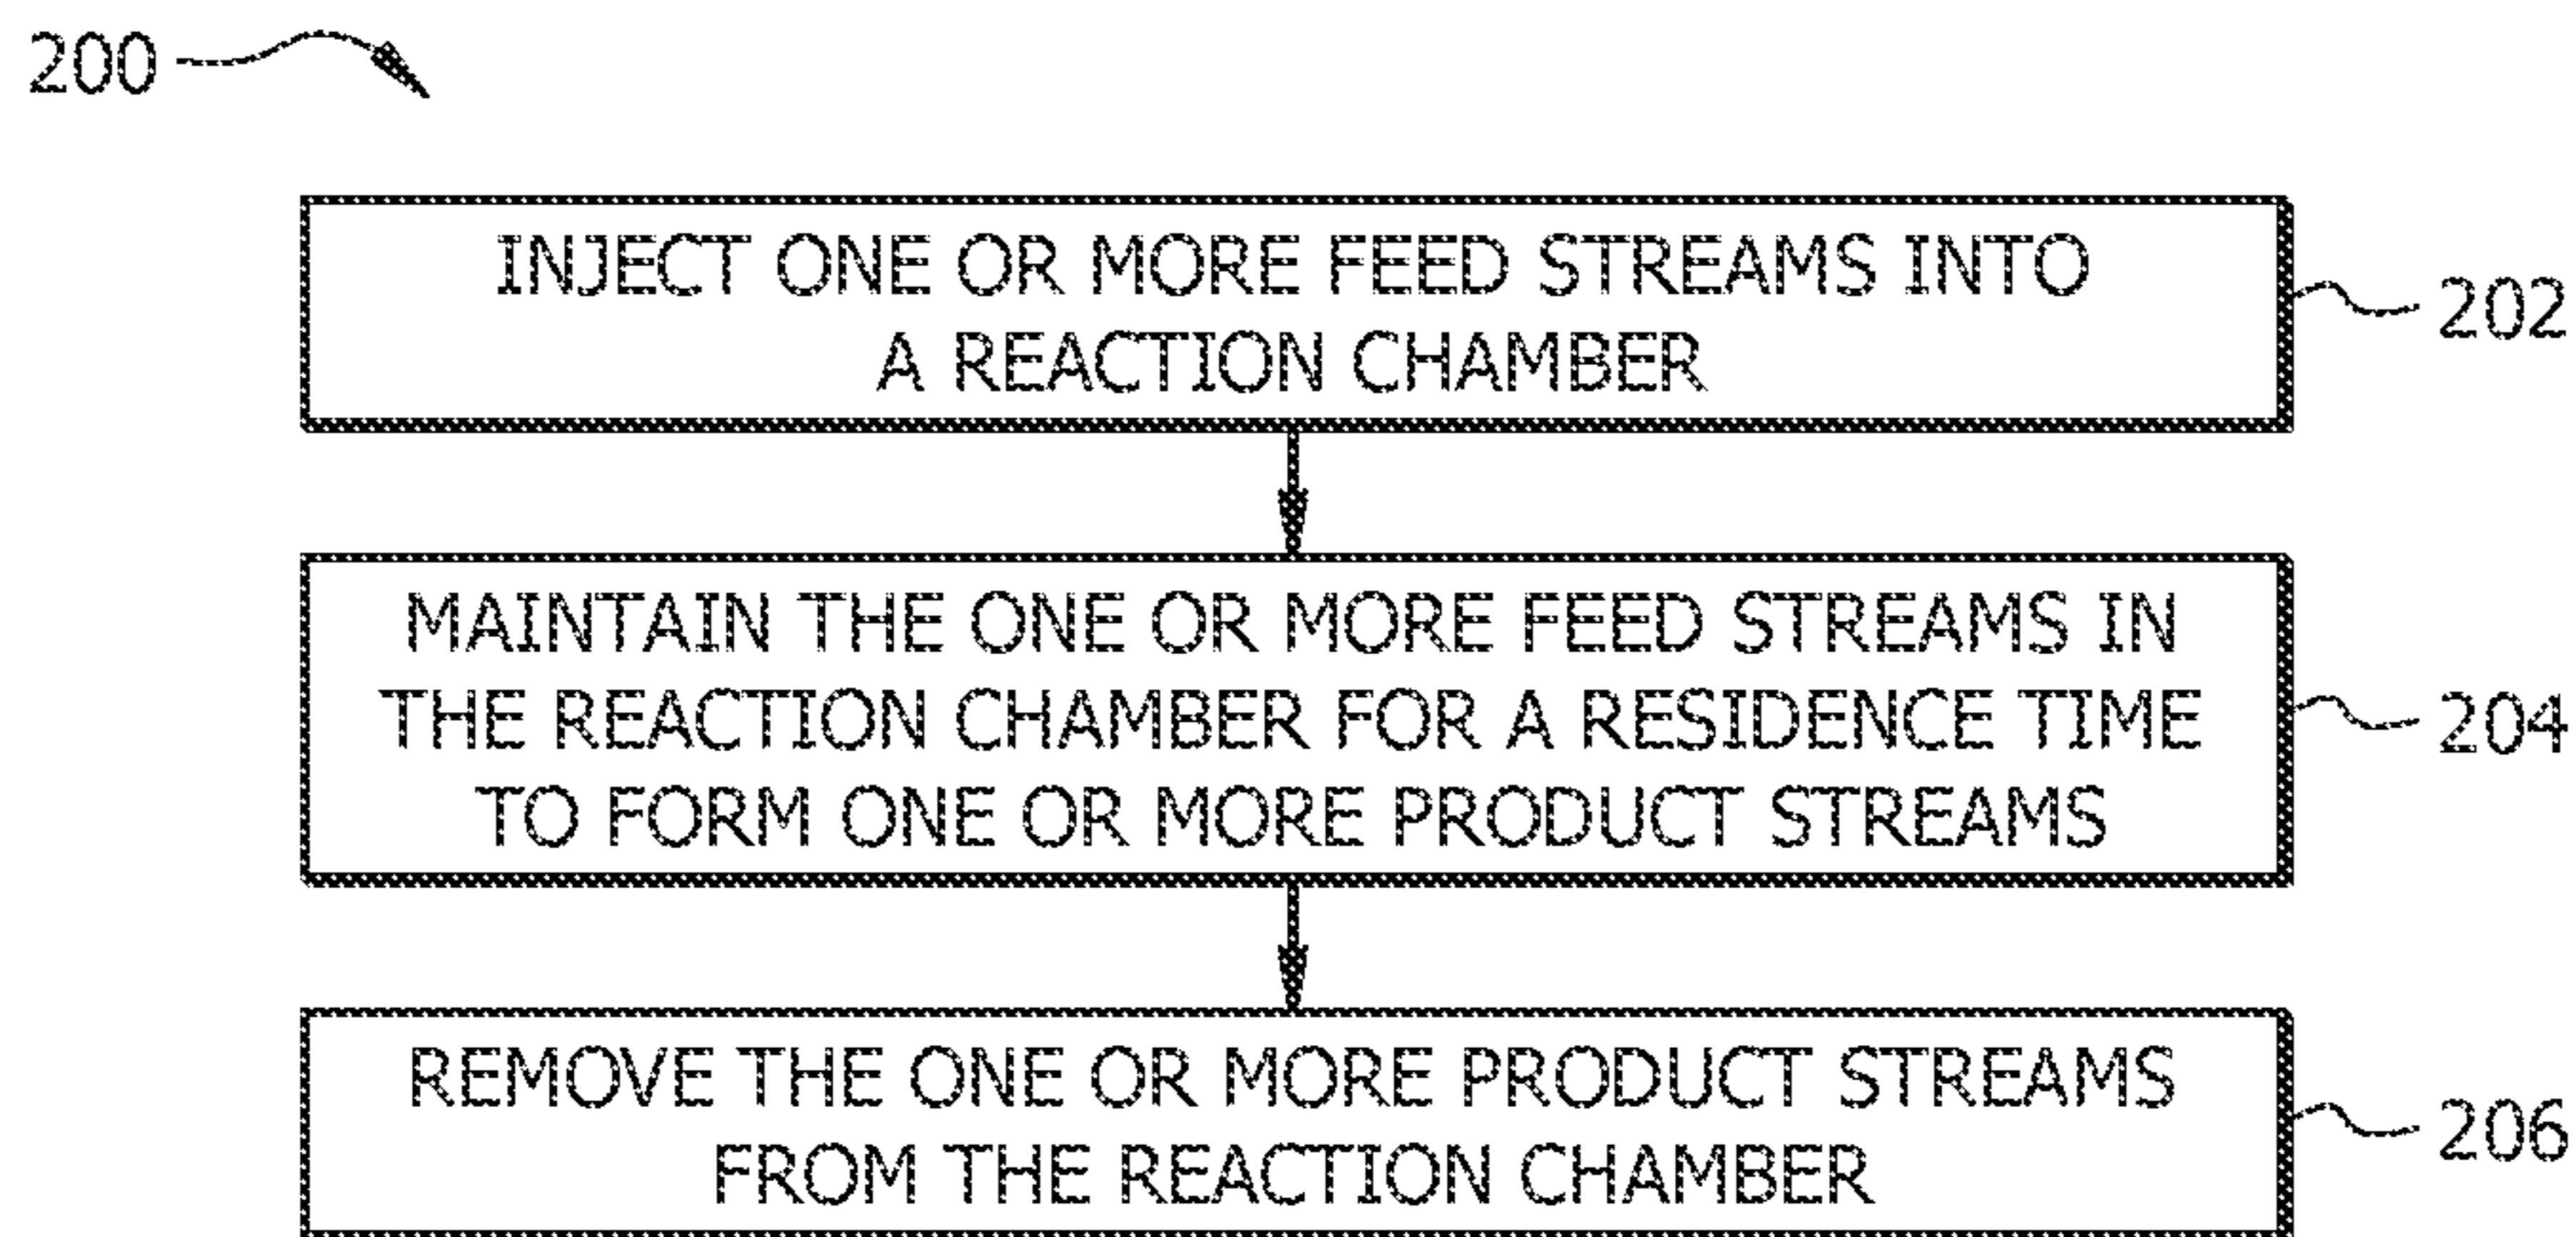 200
INJECT ONE OR MORE FEED STREAMS INTO
A REACTION CHAMBER
202
MAINTAIN THE ONE OR MORE FEED STREAMS IN
THE REACTION CHAMBER FOR A RESIDENCE TIME
TO FORM ONE OR MORE PRODUCT STREAMS
204
REMOVE THE ONE OR MORE PRODUCT STREAMS
FROM THE REACTION CHAMBER
206